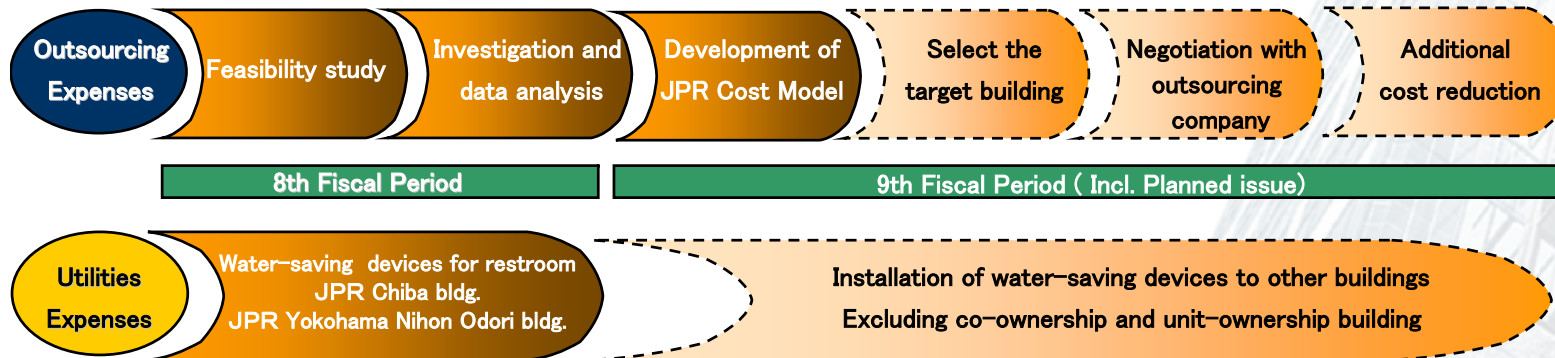 Outsourcing
Expenses
Feasibility study
Investigation and
data analysis
Development of
JPR Cost Model
Select the
target building
Negotiation with
outsourcing
company
Additional
cost reduction
8th Fiscal Period
9th Fiscal Period ( Incl. Planned issue)
Utilities
Expenses
Water-saving devices for restroom
JPR Chiba bldg.
JPR Yokohama Nihon Odori bldg.
Installation of water-saving devices to other buildings
Excluding co-ownership and unit-ownership building